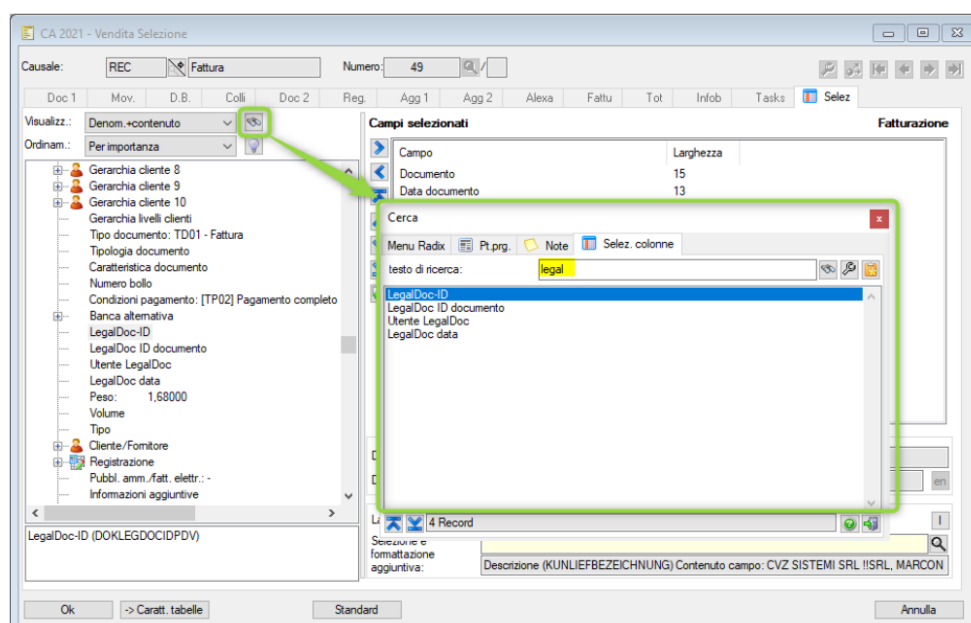 CA 2021 - Vendita Selezione
Causale: REC Fattura Numero: 49 /
Doc 1 Mov. D.B. Colli Doc 2 Reg. Agg 1 Agg 2 Alexa Fattu Tot Infob Tasks Selez
Visualizz.: Denom.+contenuto
Ordinam.: Per importanza
Gerarchia cliente 8
Gerarchia cliente 9
Gerarchia cliente 10
Gerarchia livelli clienti
Tipo documento: TD01 - Fattura
Tipologia documento
Caratteristica documento
Numero bollo
Condizioni pagamento: [TP02] Pagamento completo
Banca alternativa
LegalDoc-ID
LegalDoc ID documento
Utente LegalDoc
LegalDoc data
Peso: 1,68000
Volume
Tipo
Cliente/Fornitore
Registrazione
Pubbl. amm./fatt. elettr.: -
Informazioni aggiuntive
LegalDoc-ID (DOKLEGDOCIDPDV)
Campi selezionati Fatturazione
Campo Larghezza
Documento 15
Data documento 13
Cerca
Menu Radix Pt.prg. Note Selez. colonne
testo di ricerca: legal
LegalDoc-ID
LegalDoc ID documento
Utente LegalDoc
LegalDoc data
4 Record
en
Selezione e
formattazione
aggiuntiva:
Descrizione (KUNLIEFBEZEICHNUNG) Contenuto campo: CVZ SISTEMI SRL !!SRL, MARCON
Ok -> Caratt. tabelle Standard Annulla